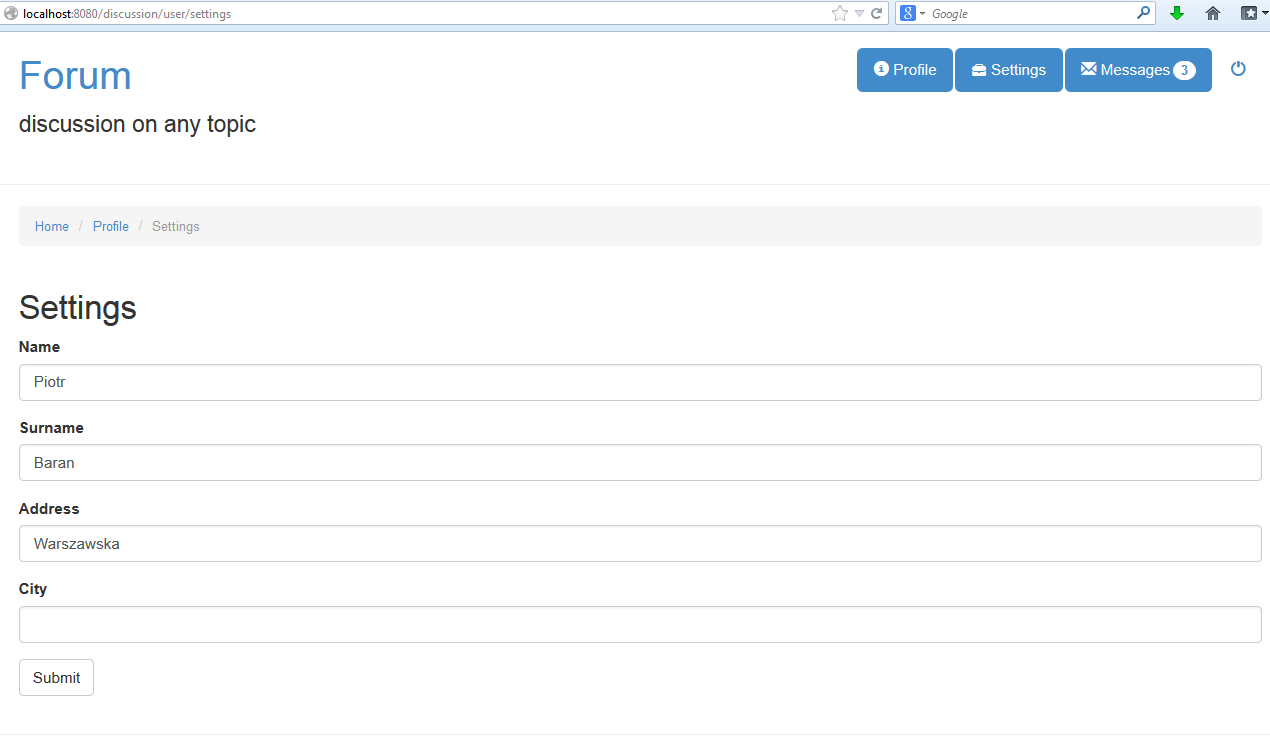 localhost:8080/discussion/user/settings
8 Google
Forum
Profile Settings Messages 3
discussion on any topic
Home / Profile / Settings
Settings
Name
Piotr
Surname
Baran
Address
Warszawska
City
Submit